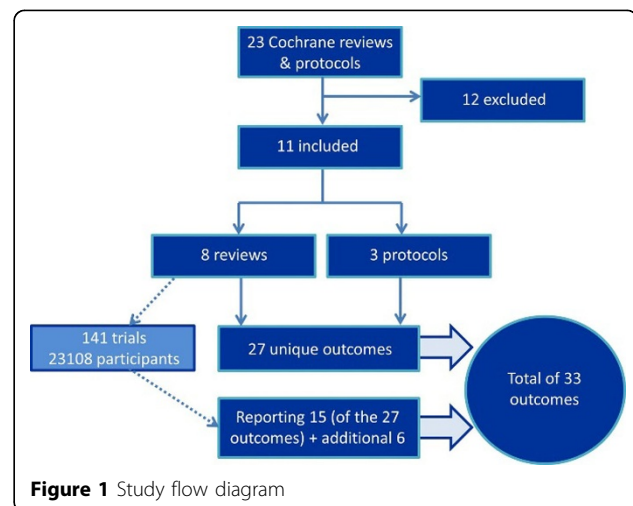 23 Cochrane reviews
& protocols
12 excluded
11 included
8 reviews
3 protocols
141 trials
23108 participants
27 unique outcomes
Total of 33
outcomes
Reporting 15 (of the 27
outcomes) + additional 6
Figure 1 Study flow diagram